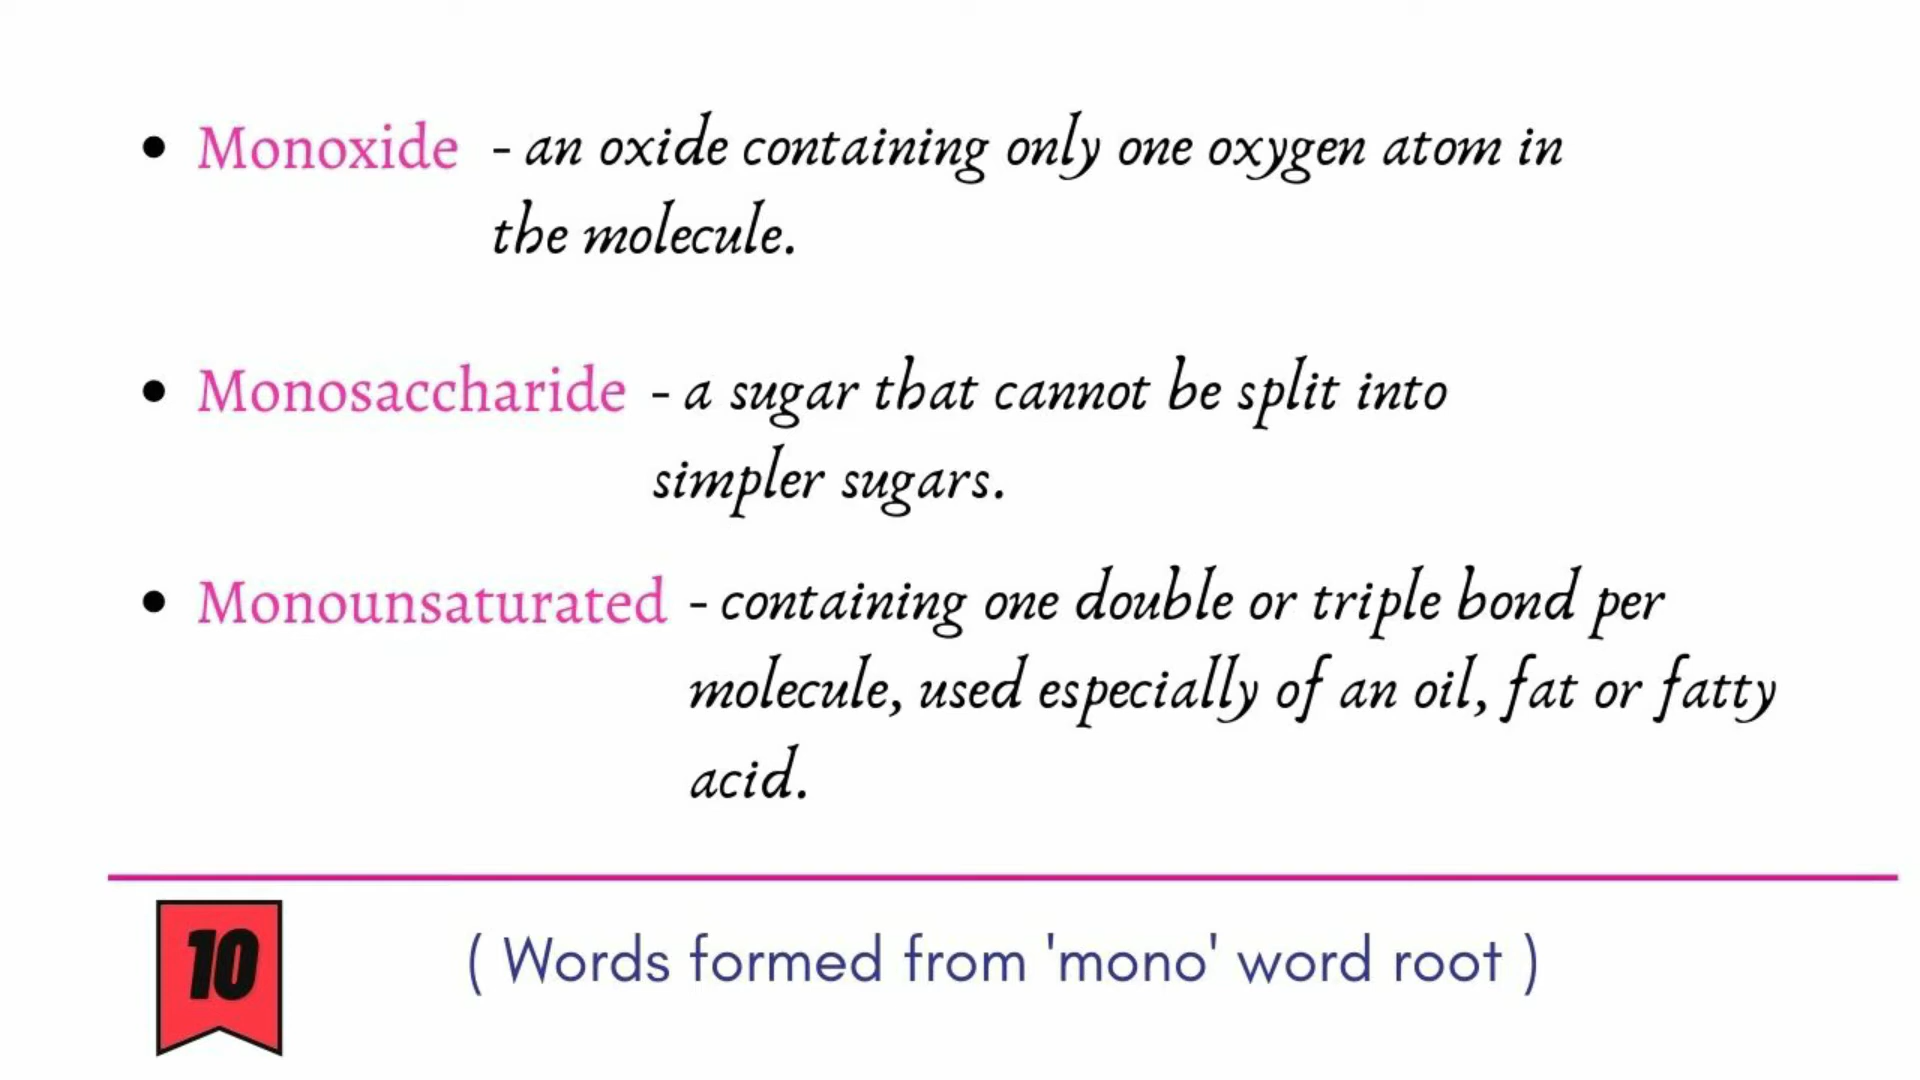 • Monoxide - an oxide containing only one oxygen atom in
the molecule.
• Monosaccharide - a sugar that cannot be split into
simpler sugars.
• Monounsaturated - containing one double or triple bond per
molecule, used especially of an oil, fat or fatty
acid.
10
( Words formed from 'mono' word root )